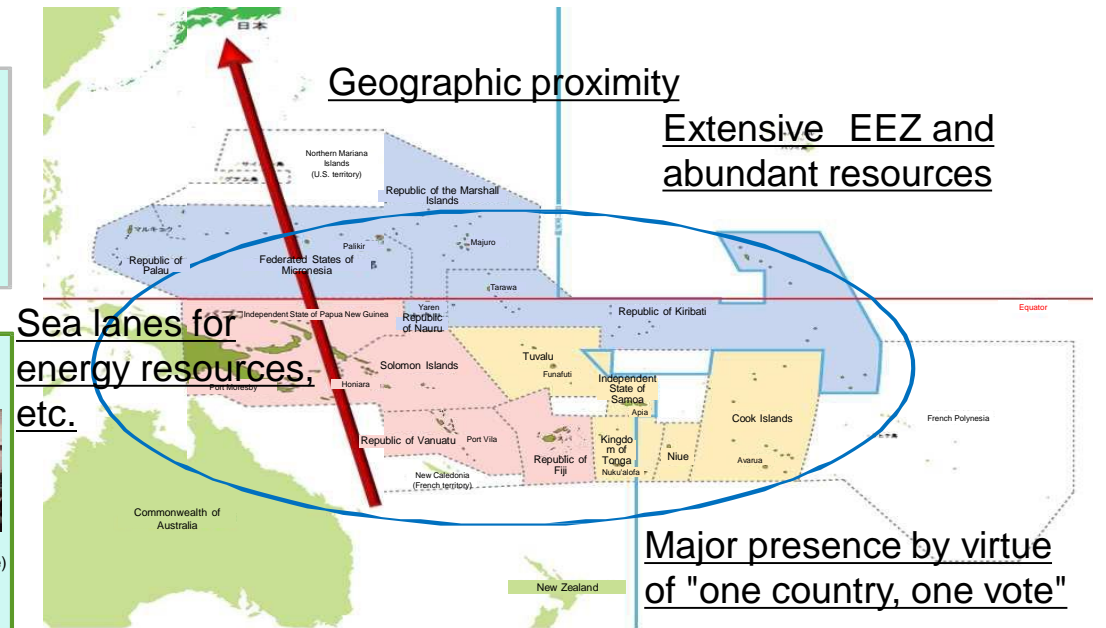 日本
Geographic proximity
Extensive EEZ and
abundant resources
Northern Mariana
Islands
(U.S. territory)
Republic of the Marshall
Islands
Republic of
Palau
Palikir
Federated States of
Micronesia
Majuro
Tarawa
Equator
Independent State of Papua New Guinea
Yaren
Republic
of Nauru
Republic of Kiribati
Sea lanes for
energy resources,
etc.
Port Moresby
Honiara
Solomon Islands
Tuvalu
Funafuti
Independent
State of
Samoa
Apia
Cook Islands
Avarua
French Polynesia
Republic of Vanuatu
Port Vila
Republic of
Fiji
Kingdo
m of
Tonga
Nuku'alofa
Niue
New Caledonia
(French territory)
Commonwealth of
Australia
New Zealand
Major presence by virtue
of "one country, one vote"